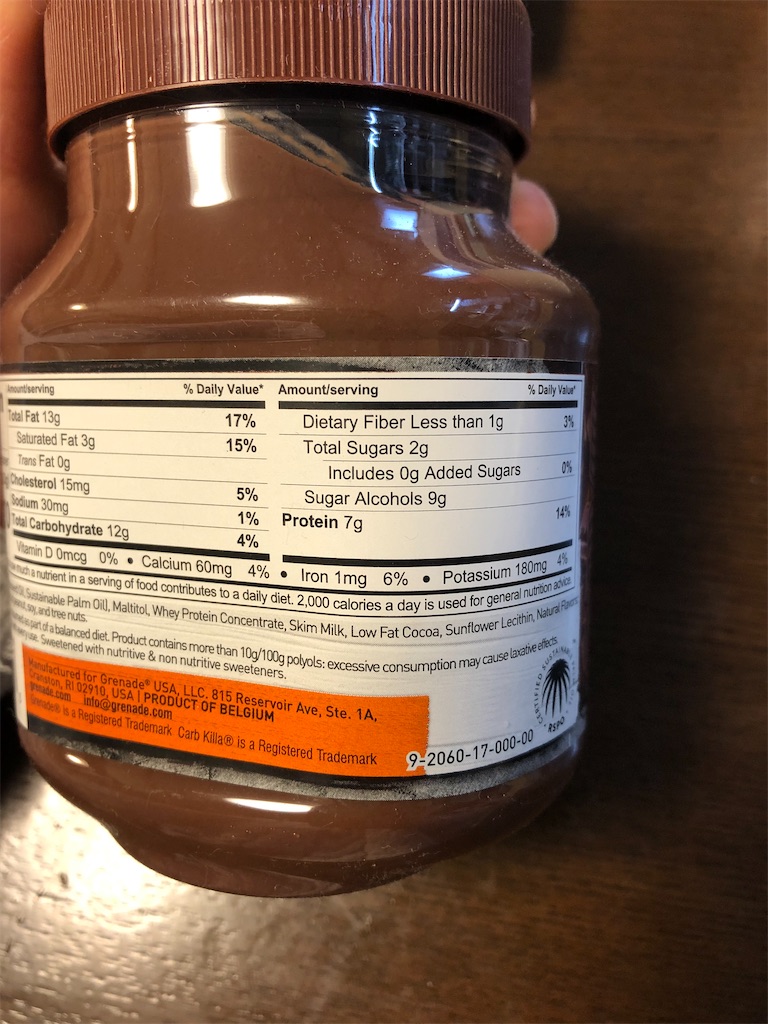 Amount/serving % Daily Value*
Total Fat 13g 17%
Saturated Fat 3g 15%
Trans Fat 0g
Cholesterol 15mg 5%
Sodium 30mg 1%
Total Carbohydrate 12g 4%
Amount/serving % Daily Value*
Dietary Fiber Less than 1g 3%
Total Sugars 2g
Includes 0g Added Sugars 0%
Sugar Alcohols 9g
Protein 7g 14%
Vitamin D 0mcg 0% • Calcium 60mg 4% • Iron 1mg 6% • Potassium 180mg 4%
much a nutrient in a serving of food contributes to a daily diet. 2,000 calories a day is used for general nutrition advice.
Sustainable Palm Oil), Maltitol, Whey Protein Concentrate, Skim Milk, Low Fat Cocoa, Sunflower Lecithin, Natural Flavors
soy, and tree nuts.
as part of a balanced diet. Product contains more than 10g/100g polyols: excessive consumption may cause laxative effects.
use. Sweetened with nutritive & non nutritive sweeteners.
Manufactured for Grenade® USA, LLC. 815 Reservoir Ave, Ste. 1A,
Cranston, RI 02910, USA | PRODUCT OF BELGIUM
grenade.com info@grenade.com
Grenade® is a Registered Trademark Carb Killa® is a Registered Trademark
9-2060-17-000-00
CERTIFIED SUSTAINABLE
RSPO